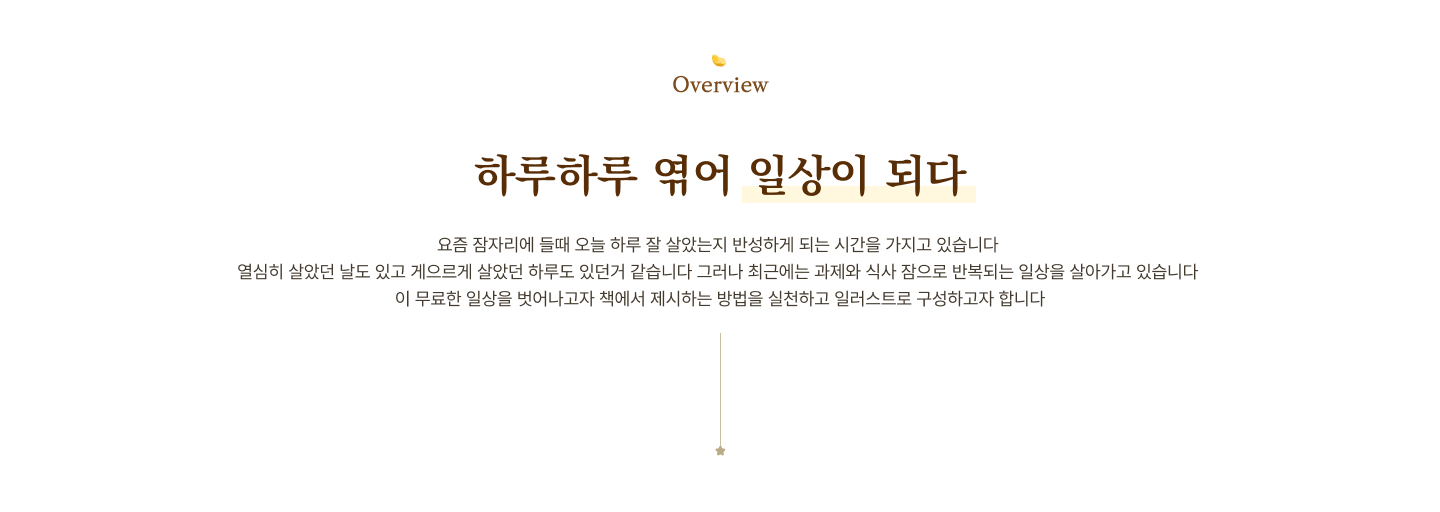 Overview
하루하루 엮어 일상이 되다
요즘 잠자리에 들때 오늘 하루 잘 살았는지 반성하게 되는 시간을 가지고 있습니다
열심히 살았던 날도 있고 게으르게 살았던 하루도 있던거 같습니다 그러나 최근에는 과제와 식사 잠으로 반복되는 일상을 살아가고 있습니다
이 무료한 일상을 벗어나고자 책에서 제시하는 방법을 실천하고 일러스트로 구성하고자 합니다